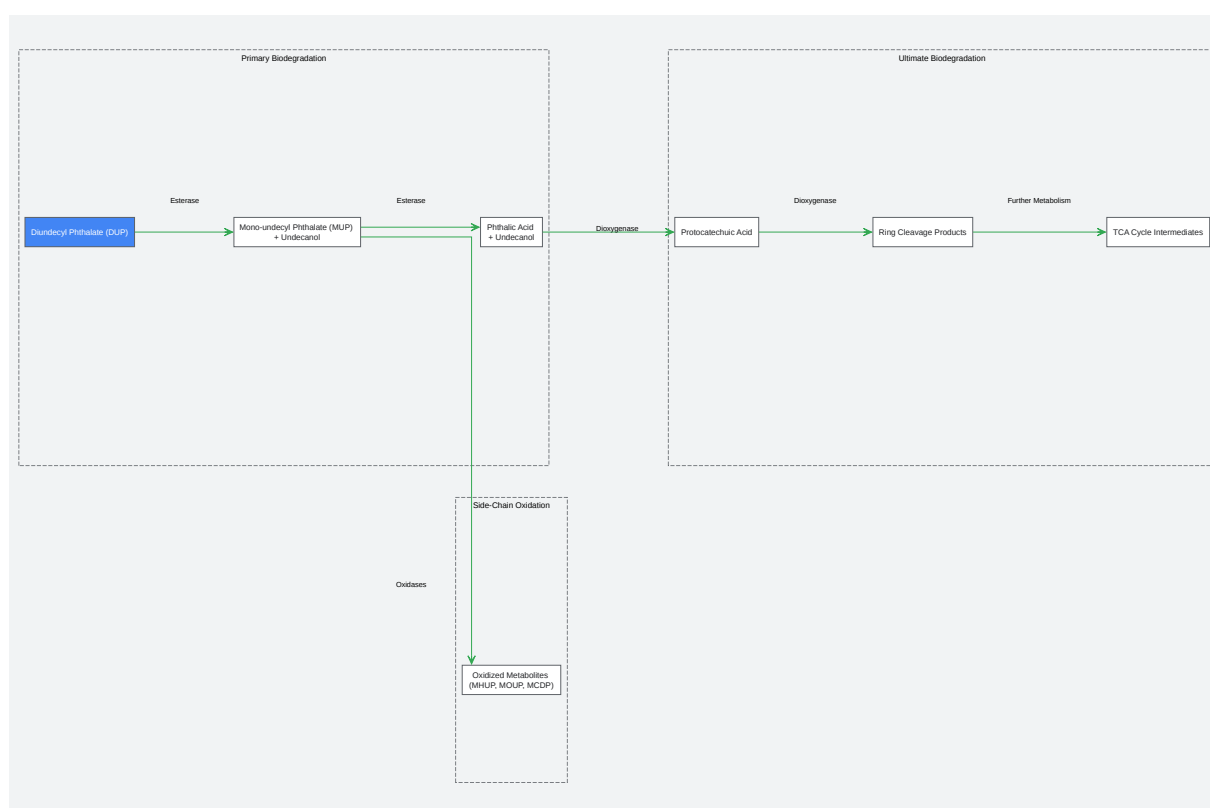 Primary Biodegradation
Ultimate Biodegradation
Esterase
Esterase
Dioxygenase
Further Metabolism
Diundecyl Phthalate (DUP)
Mono-undecyl Phthalate (MUP)
+ Undecanol
Phthalic Acid
+ Undecanol
Dioxygenase
Protocatechuic Acid
Ring Cleavage Products
TCA Cycle Intermediates
Side-Chain Oxidation
Oxidases
Oxidized Metabolites
(MHUP, MOUP, MCDP)